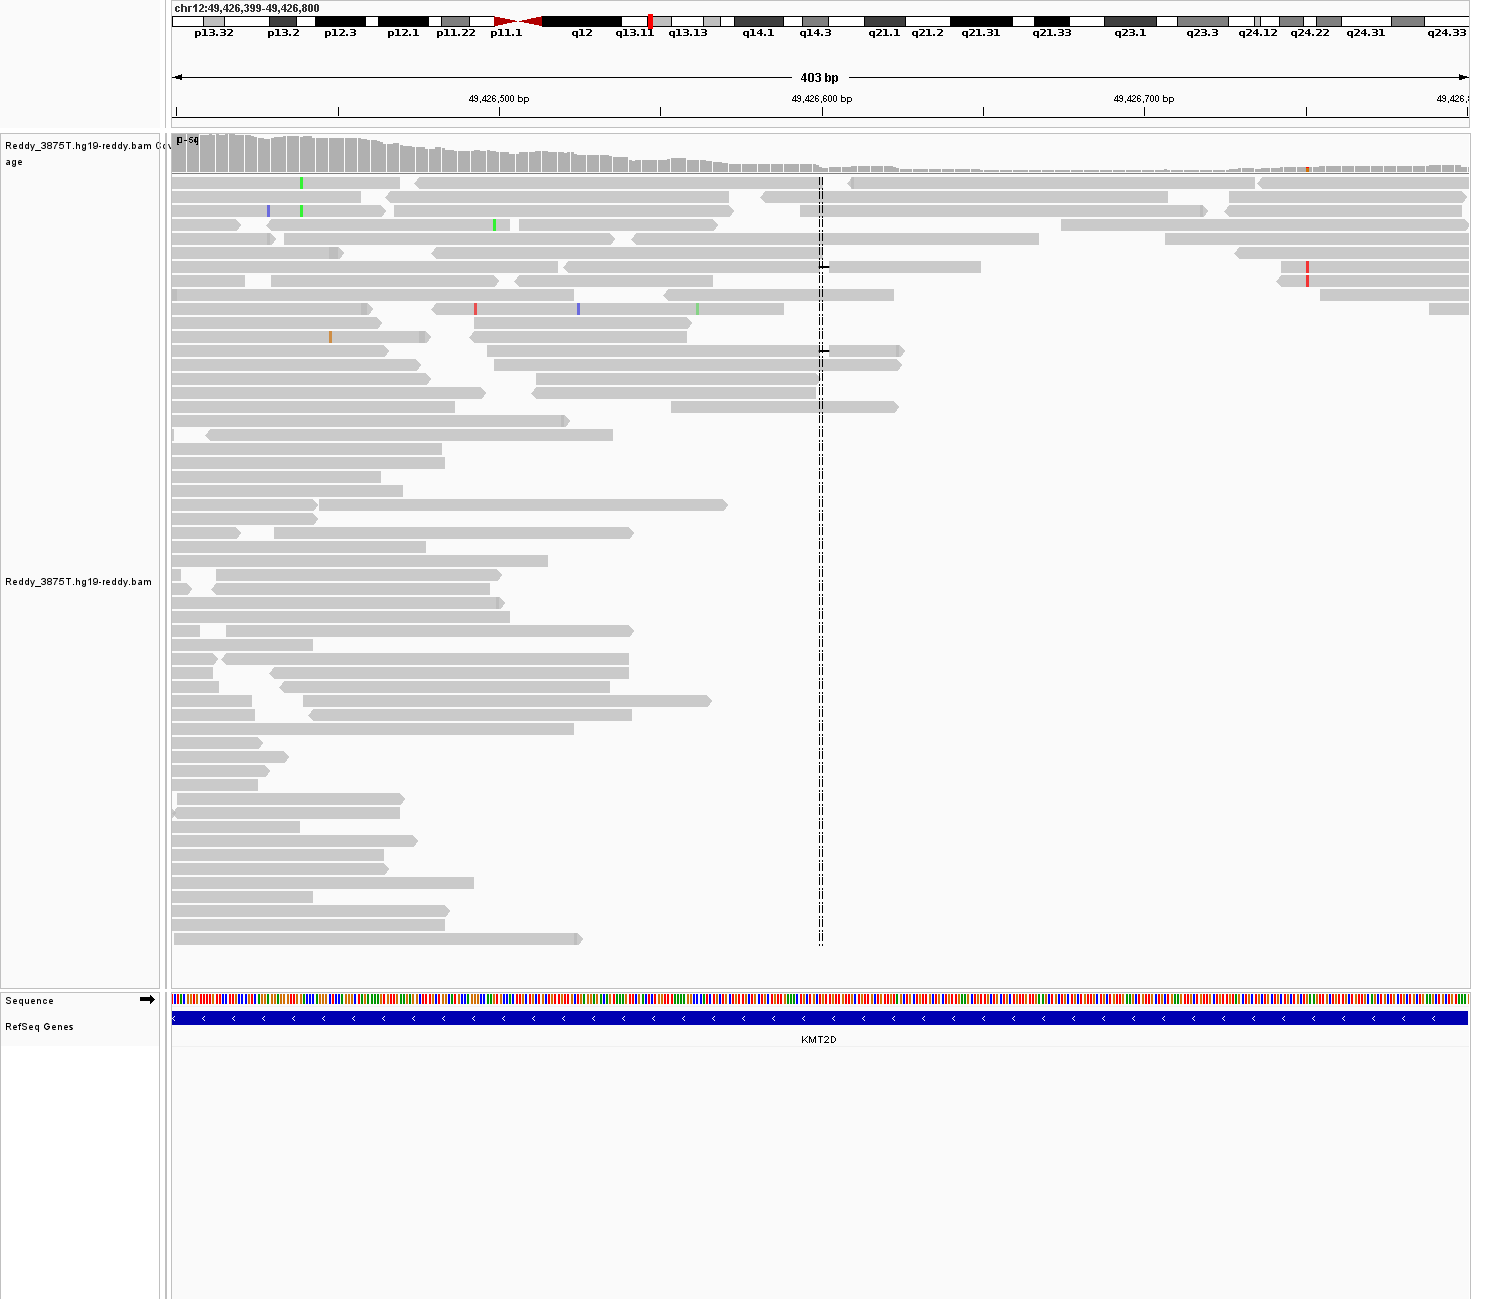 chr12:49,426,399-49,426,800
p13.32 p13.2 p12.3 p12.1 p11.22 p11.1 q12 q13.11 q13.13 q14.1 q14.3 q21.1 q21.2 q21.31 q21.33 q23.1 q23.3 q24.12 q24.22 q24.31 q24.33
403 bp
49,426,500 bp 49,426,600 bp 49,426,700 bp 49,426,8
Reddy_3875T.hg19-reddy.bam Cov
age
Reddy_3875T.hg19-reddy.bam
Sequence
RefSeq Genes
KMT2D